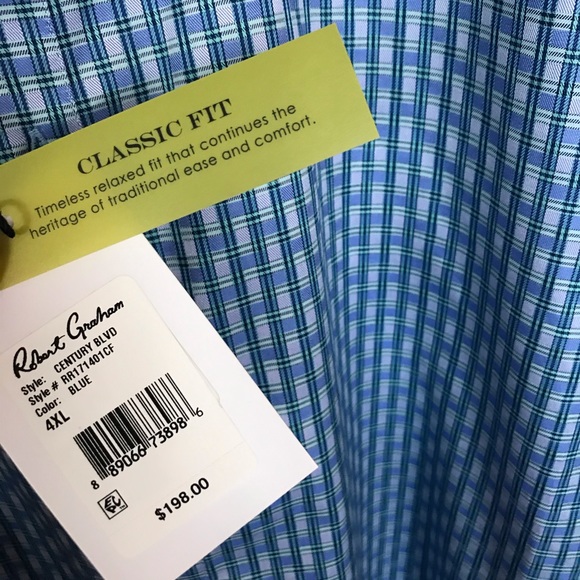 CLASSIC FIT
Timeless relaxed fit that continues the
heritage of traditional ease and comfort.
Robert Graham
Style: CENTURY BLVD
Style # RR171401CF
Color: BLUE
4XL
8 89066 73898 6
$198.00